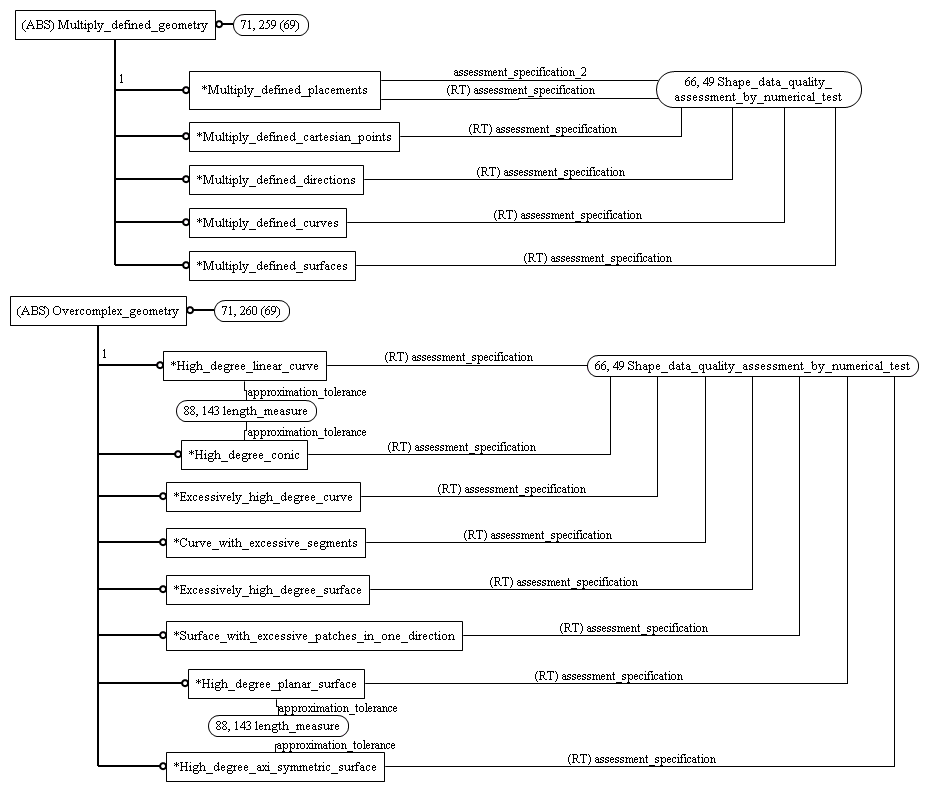 (ABS) Multiply_defined_geometry
71, 259 (69)
1
*Multiply_defined_placements
assessment_specification_2
(RT) assessment_specification
66, 49 Shape_data_quality_
assessment_by_numerical_test
*Multiply_defined_cartesian_points
(RT) assessment_specification
*Multiply_defined_directions
(RT) assessment_specification
*Multiply_defined_curves
(RT) assessment_specification
*Multiply_defined_surfaces
(RT) assessment_specification
(ABS) Overcomplex_geometry
71, 260 (69)
1
*High_degree_linear_curve
(RT) assessment_specification
66, 49 Shape_data_quality_assessment_by_numerical_test
approximation_tolerance
88, 143 length_measure
approximation_tolerance
*High_degree_conic
(RT) assessment_specification
*Excessively_high_degree_curve
(RT) assessment_specification
*Curve_with_excessive_segments
(RT) assessment_specification
*Excessively_high_degree_surface
(RT) assessment_specification
*Surface_with_excessive_patches_in_one_direction
(RT) assessment_specification
*High_degree_planar_surface
(RT) assessment_specification
approximation_tolerance
88, 143 length_measure
approximation_tolerance
*High_degree_axi_symmetric_surface
(RT) assessment_specification